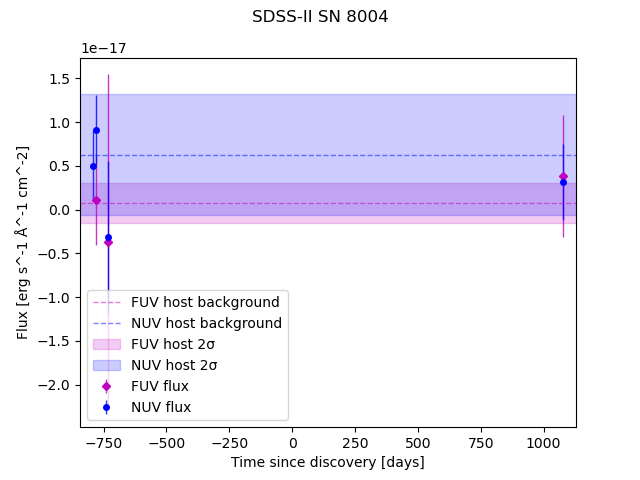 SDSS-II SN 8004
1e−17
1.5
1.0
0.5
0.0
−0.5
−1.0
−1.5
−2.0
Flux [erg s^-1 Å^-1 cm^-2]
FUV host background
NUV host background
FUV host 2σ
NUV host 2σ
FUV flux
NUV flux
−750 −500 −250 0 250 500 750 1000
Time since discovery [days]